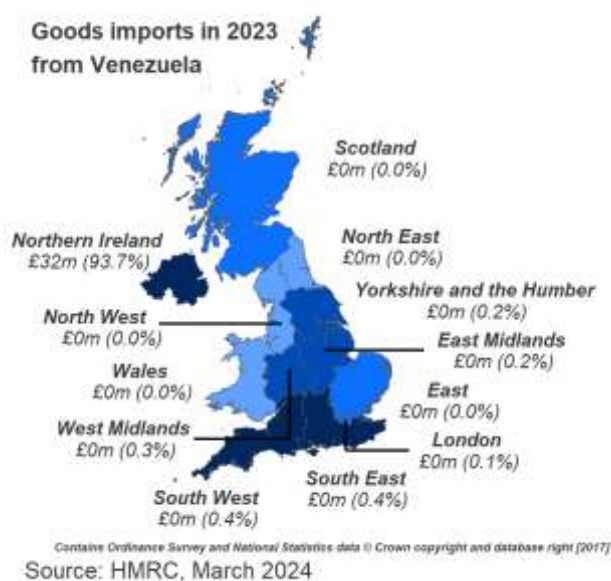 Goods imports in 2023
from Venezuela
Scotland
£0m (0.0%)
Northern Ireland
£32m (93.7%)
North East
£0m (0.0%)
Yorkshire and the Humber
£0m (0.2%)
North West
£0m (0.0%)
East Midlands
£0m (0.2%)
Wales
£0m (0.0%)
East
£0m (0.0%)
West Midlands
£0m (0.3%)
London
£0m (0.1%)
South East
£0m (0.4%)
South West
£0m (0.4%)
Contains Ordinance Survey and National Statistics data © Crown copyright and database right [2017]
Source: HMRC, March 2024